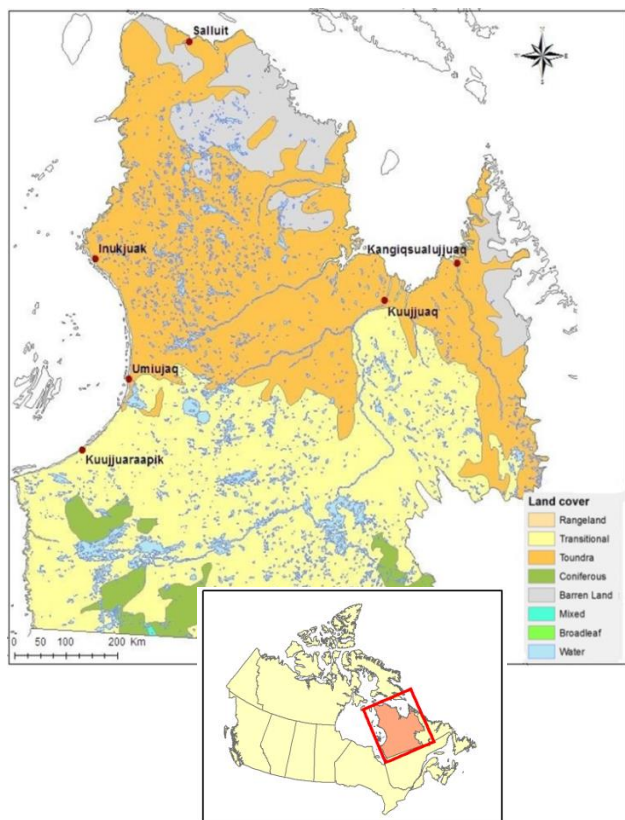 Salluit
Inukjuak
Kangiqsualujjuaq
Kuujjuaq
Umiujaq
Kuujjuaraapik
Land cover
Rangeland
Transitional
Toundra
Coniferous
Barren Land
Mixed
Broadleaf
Water
0 50 100 200 Km